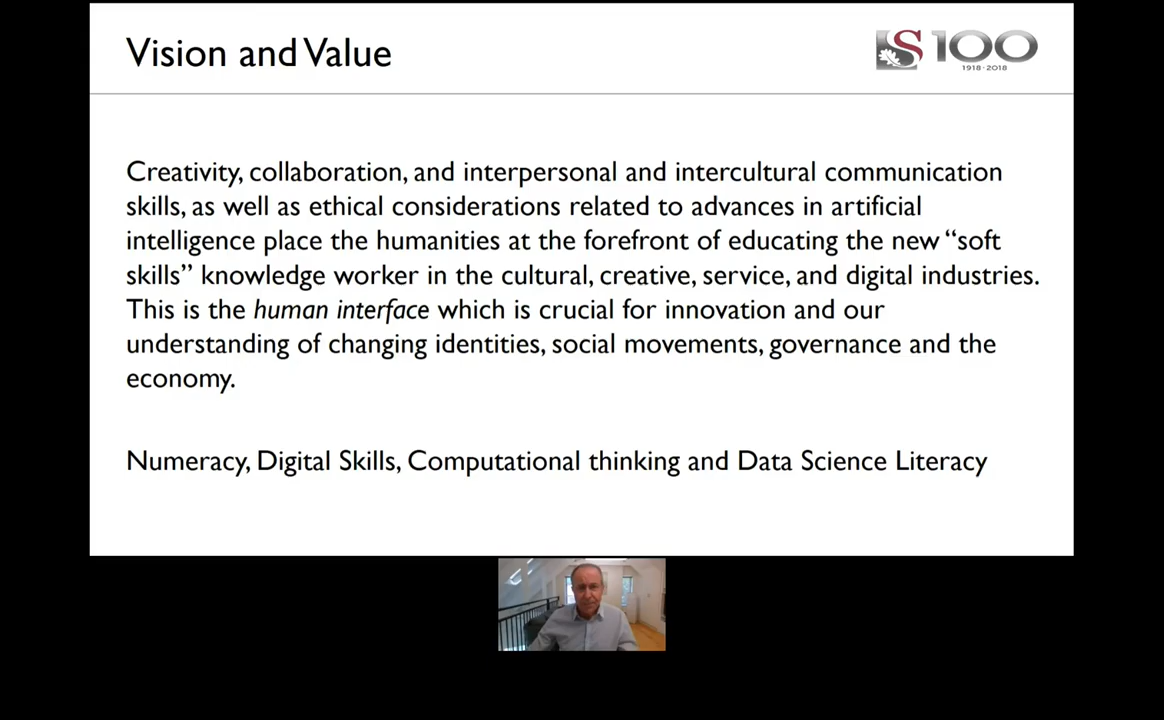 Vision and Value
S100
1918-2018
Creativity, collaboration, and interpersonal and intercultural communication
skills, as well as ethical considerations related to advances in artificial
intelligence place the humanities at the forefront of educating the new “soft
skills” knowledge worker in the cultural, creative, service, and digital industries.
This is the human interface which is crucial for innovation and our
understanding of changing identities, social movements, governance and the
economy.
Numeracy, Digital Skills, Computational thinking and Data Science Literacy